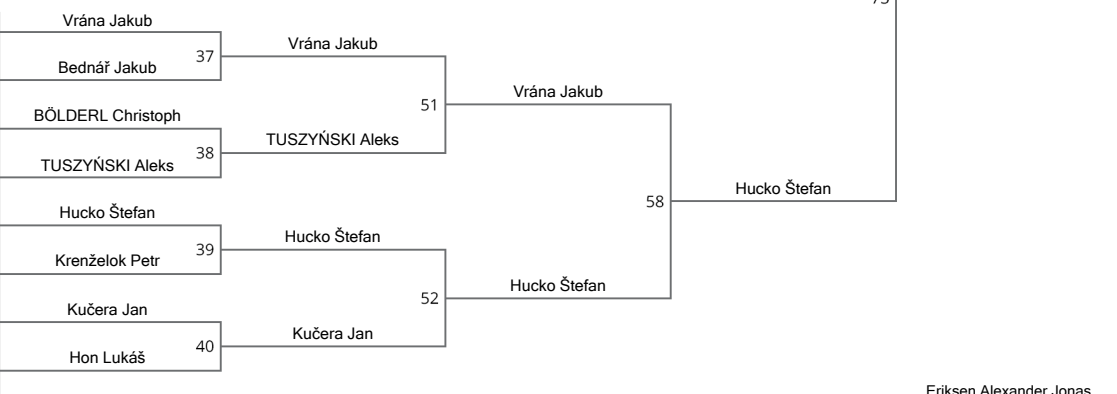 Vrána Jakub
37
Bednář Jakub
Vrána Jakub
BÖLDERL Christoph
38
TUSZYŃSKI Aleks
TUSZYŃSKI Aleks
51
Vrána Jakub
Hucko Štefan
39
Krenželok Petr
Hucko Štefan
Kučera Jan
40
Hon Lukáš
Kučera Jan
52
Hucko Štefan
58
Hucko Štefan
Eriksen Alexander Jonas